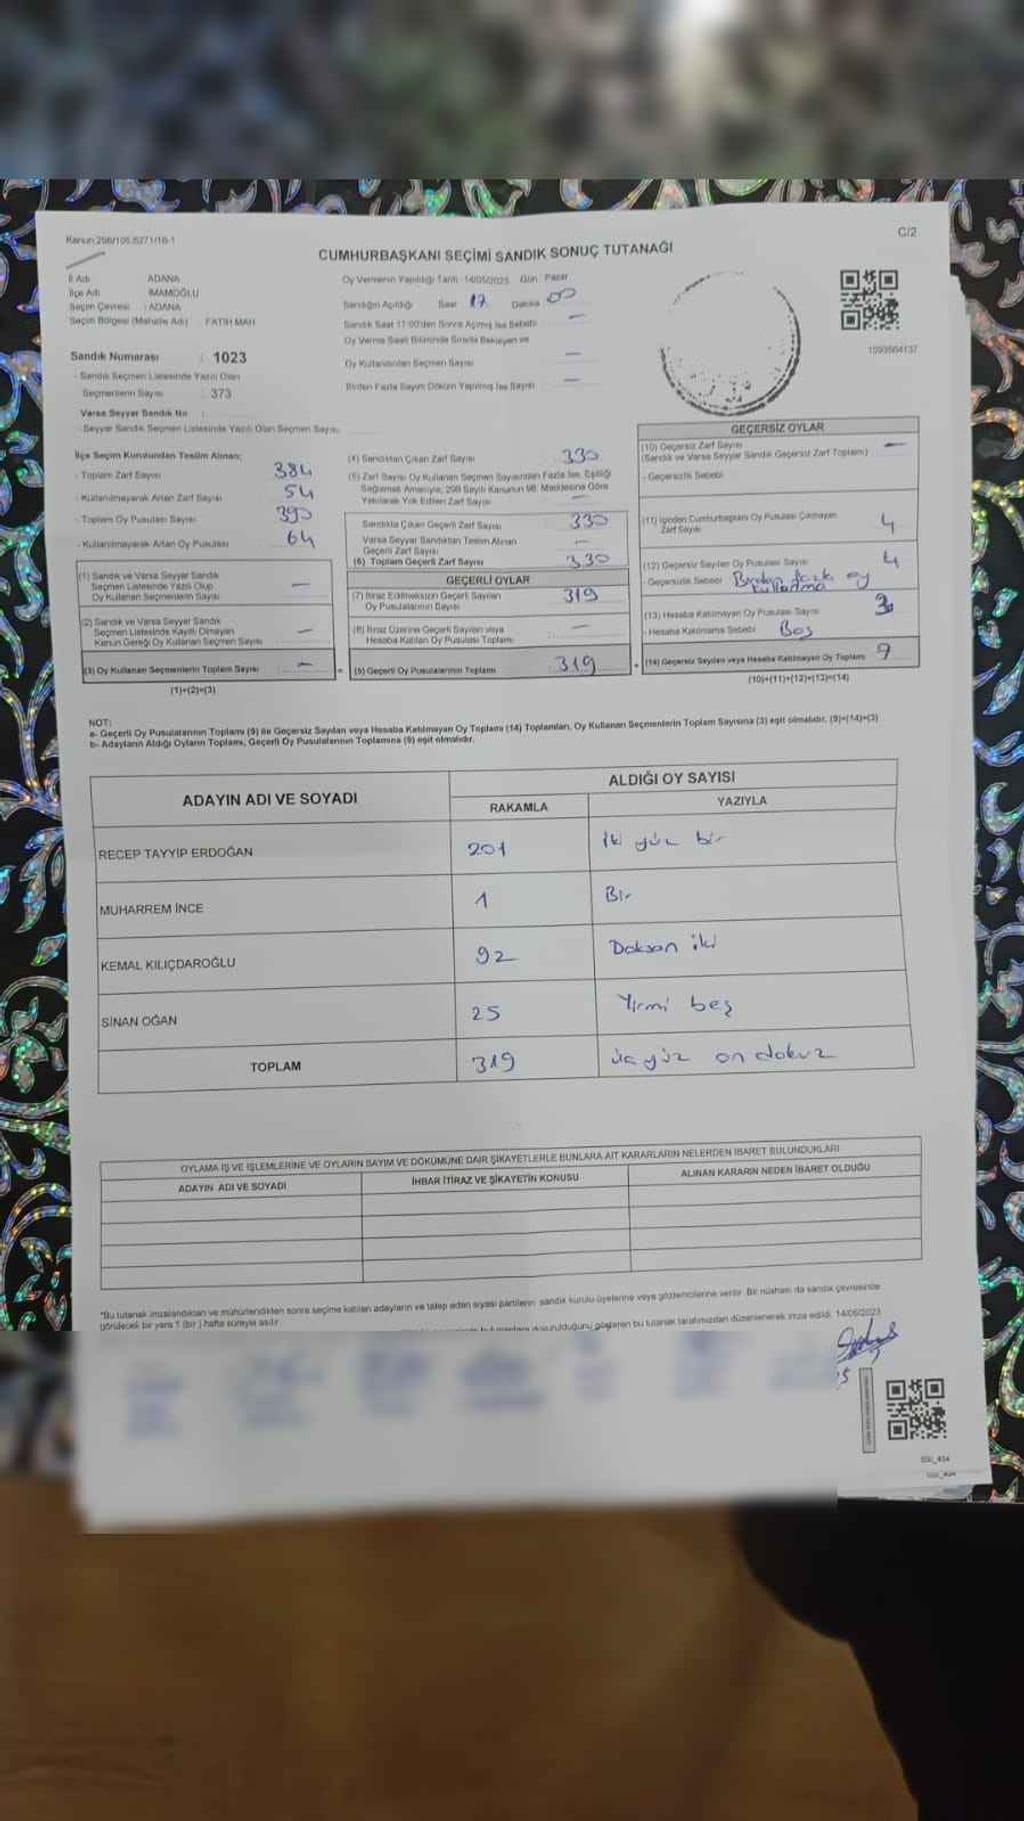 Kanun:298/105,6271/16-1
C/2
CUMHURBAŞKANI SEÇİMİ SANDIK SONUÇ TUTANAĞI
İl Adı : ADANA
İlçe Adı : İMAMOĞLU
Seçim Çevresi : ADANA
Seçim Bölgesi (Mahalle Adı) FATİH MAH
Sandık Numarası : 1023
- Sandık Seçmen Listesinde Yazılı Olan
Seçmenlerin Sayısı : 373
Varsa Seyyar Sandık No :
- Seyyar Sandık Seçmen Listesinde Yazılı Olan Seçmen Sayısı
Oy Vermenin Yapıldığı Tarih 14/05/2023 Gün Pazar
Sandığın Açıldığı Saat 17 Dakika 00
Sandık Saat 17:00'den Sonra Açılmış İse Sebebi —
Oy Verme Saati Bitiminde Sırada Bekleyen ve
Oy Kullandırılan Seçmen Sayısı —
Birden Fazla Sayım Döküm Yapılmış İse Sayısı —
1093564137
İlçe Seçim Kurulundan Teslim Alınan;
- Toplam Zarf Sayısı 384
- Kullanılmayarak Artan Zarf Sayısı 54
- Toplam Oy Pusulası Sayısı 390
- Kullanılmayarak Artan Oy Pusulası 64
(1) Sandık ve Varsa Seyyar Sandık
Seçmen Listesinde Yazılı Olup
Oy Kullanan Seçmenlerin Sayısı —
(2) Sandık ve Varsa Seyyar Sandık
Seçmen Listesinde Kayıtlı Olmayan
Kanun Gereği Oy Kullanan Seçmen Sayısı —
(3) Oy Kullanan Seçmenlerin Toplam Sayısı —
(1)+(2)=(3)
(4) Sandıktan Çıkan Zarf Sayısı 330
(5) Zarf Sayısı Oy Kullanan Seçmen Sayısından Fazla İse, Eşitliği
Sağlamak Amacıyla, 298 Sayılı Kanunun 98. Maddesine Göre
Yakılarak Yok Edilen Zarf Sayısı —
Sandıkta Çıkan Geçerli Zarf Sayısı 330
Varsa Seyyar Sandıktan Teslim Alınan
Geçerli Zarf Sayısı —
(6) Toplam Geçerli Zarf Sayısı 330
GEÇERLİ OYLAR
(7) İtiraz Edilmeksizin Geçerli Sayılan
Oy Pusulalarının Sayısı 319
(8) İtiraz Üzerine Geçerli Sayılan veya
Hesaba Katılan Oy Pusulası Toplamı —
(9) Geçerli Oy Pusulalarının Toplamı 319
GEÇERSİZ OYLAR
(10) Geçersiz Zarf Sayısı —
(Sandık ve Varsa Seyyar Sandık Geçersiz Zarf Toplamı)
- Geçersizlik Sebebi
(11) İçinden Cumhurbaşkanı Oy Pusulası Çıkmayan
Zarf Sayısı 4
(12) Geçersiz Sayılan Oy Pusulası Sayısı 4
- Geçersizlik Sebebi Birden fazla oy
kullanma
(13) Hesaba Katılmayan Oy Pusulası Sayısı 3
- Hesaba Katılmama Sebebi Boş
(14) Geçersiz Sayılan veya Hesaba Katılmayan Oy Toplamı
(10)+(11)+(12)+(13)=(14)
NOT:
a- Geçerli Oy Pusulalarının Toplamı (9) ile Geçersiz Sayılan veya Hesaba Katılmayan Oy Toplamı (14) Toplamları, Oy Kullanan Seçmenlerin Toplam Sayısına (3) eşit olmalıdır. (9)+(14)=(3)
b- Adayların Aldığı Oyların Toplamı, Geçerli Oy Pusulalarının Toplamına (9) eşit olmalıdır.
ADAYIN ADI VE SOYADI
ALDIĞI OY SAYISI
RAKAMLA YAZIYLA
RECEP TAYYİP ERDOĞAN 201 İki yüz bir
MUHARREM İNCE 1 Bir
KEMAL KILIÇDAROĞLU 92 Doksan iki
SİNAN OĞAN 25 Yirmi beş
TOPLAM 319 üç yüz on dokuz
OYLAMA İŞ VE İŞLEMLERİNE VE OYLARIN SAYIM VE DÖKÜMÜNE DAİR ŞİKAYETLERLE BUNLARA AİT KARARLARIN NELERDEN İBARET BULUNDUKLARI
ADAYIN ADI VE SOYADI İHBAR İTİRAZ VE ŞİKAYETİN KONUSU ALINAN KARARIN NEDEN İBARET OLDUĞU
"Bu tutanak imzalandıktan ve mühürlendikten sonra seçime katılan adayların ve talep eden siyasi partilerin sandık kurulu üyelerine veya gözlemcilerine verilir. Bir nüshası da sandık çevresinde
görülecek bir yere 1 (bir) hafta süreyle asılır.
gösteren bu tutanak tarafımızdan düzenlenerek imza edildi. 14/05/2023